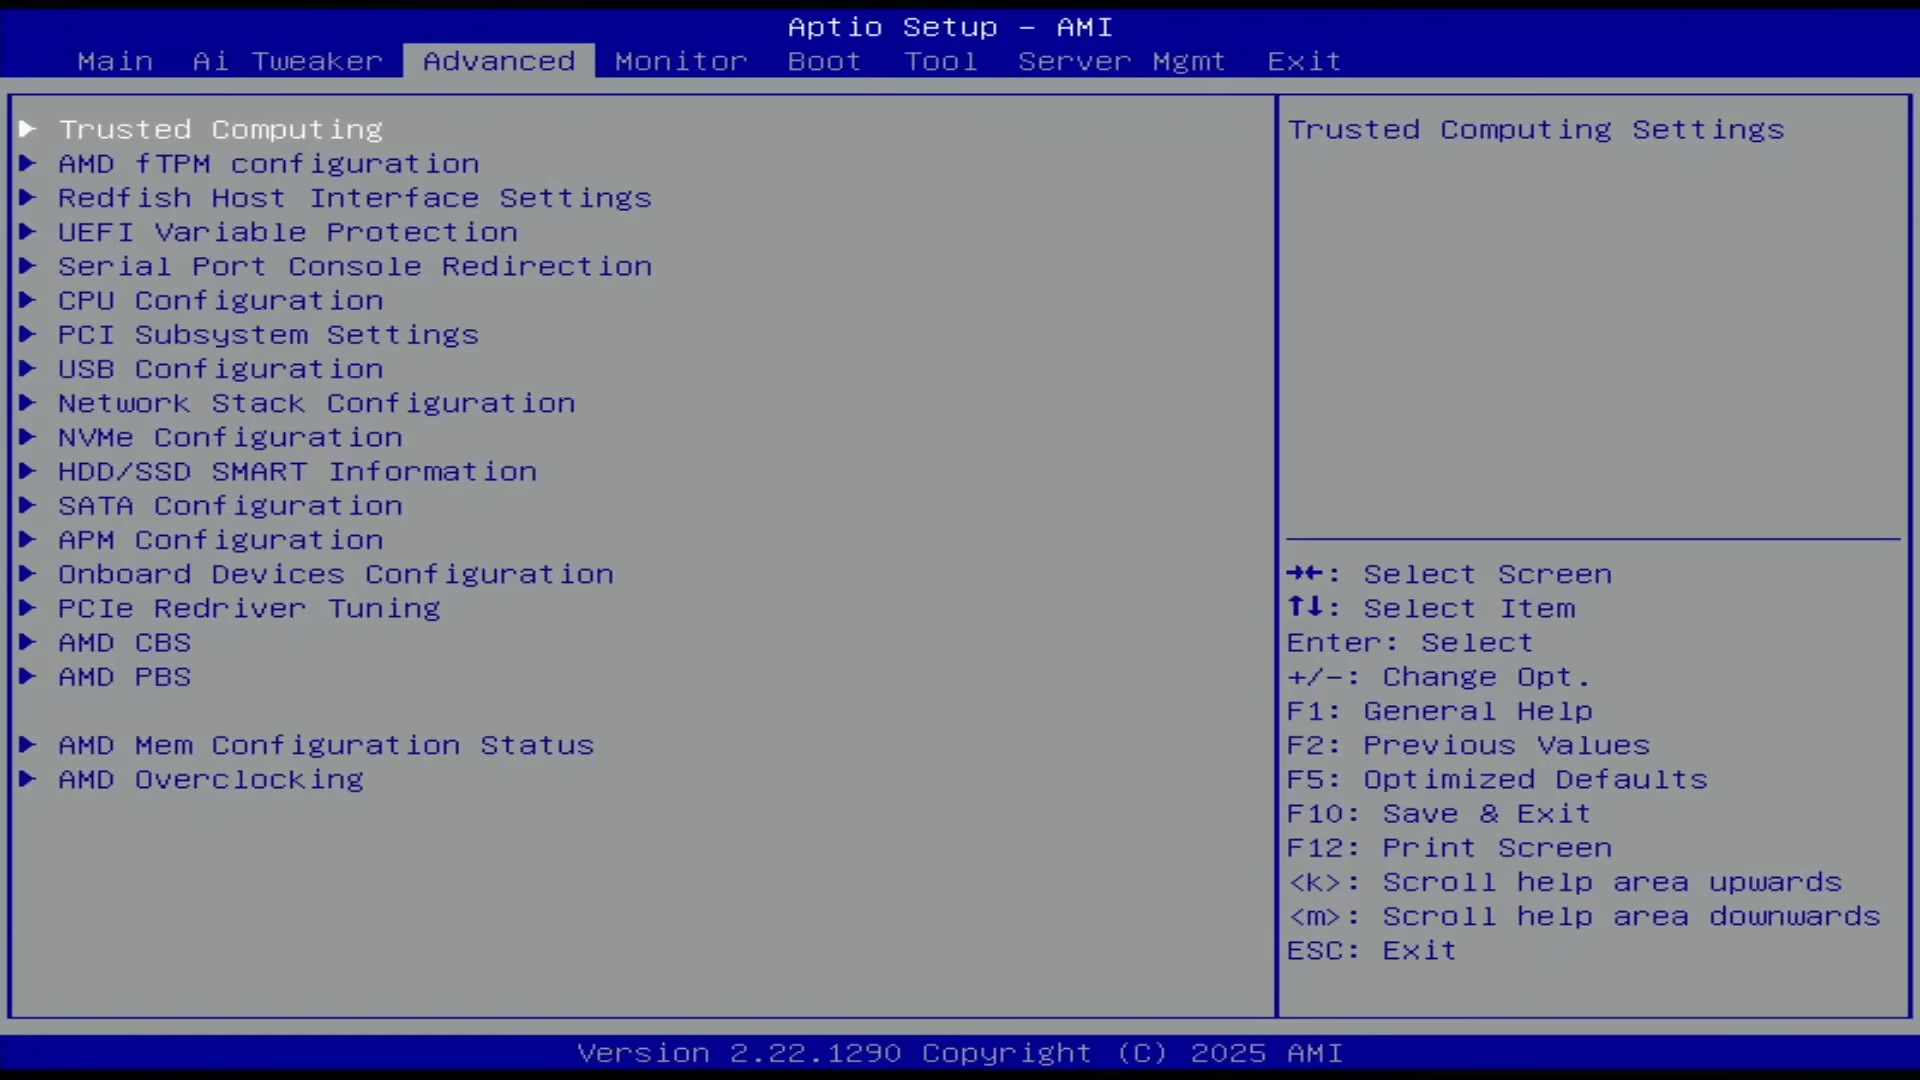 Aptio Setup – AMI
Main Ai Tweaker Advanced Monitor Boot Tool Server Mgmt Exit
▶ Trusted Computing
▶ AMD fTPM configuration
▶ Redfish Host Interface Settings
▶ UEFI Variable Protection
▶ Serial Port Console Redirection
▶ CPU Configuration
▶ PCI Subsystem Settings
▶ USB Configuration
▶ Network Stack Configuration
▶ NVMe Configuration
▶ HDD/SSD SMART Information
▶ SATA Configuration
▶ APM Configuration
▶ Onboard Devices Configuration
▶ PCIe Redriver Tuning
▶ AMD CBS
▶ AMD PBS
▶ AMD Mem Configuration Status
▶ AMD Overclocking
Trusted Computing Settings
→←: Select Screen
↑↓: Select Item
Enter: Select
+/-: Change Opt.
F1: General Help
F2: Previous Values
F5: Optimized Defaults
F10: Save & Exit
F12: Print Screen
<k>: Scroll help area upwards
<m>: Scroll help area downwards
ESC: Exit
Version 2.22.1290 Copyright (C) 2025 AMI